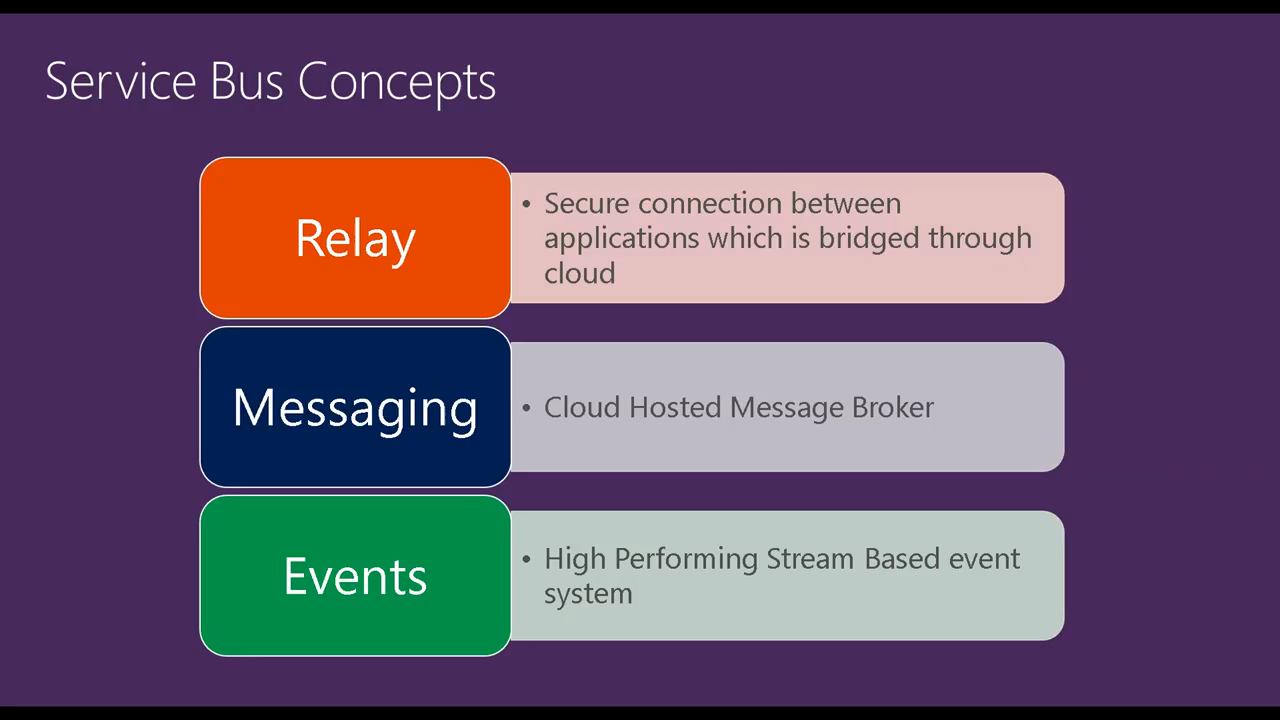 Service Bus Concepts
Relay
• Secure connection between
applications which is bridged through
cloud
Messaging
• Cloud Hosted Message Broker
Events
• High Performing Stream Based event
system